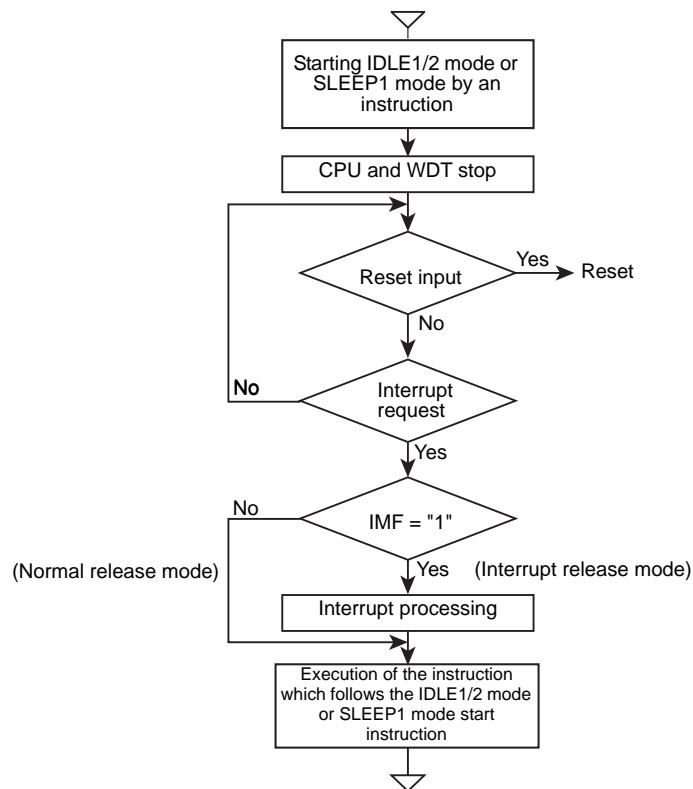 Starting IDLE1/2 mode or
SLEEP1 mode by an
instruction
CPU and WDT stop
Reset input
Yes
Reset
No
No
Interrupt
request
Yes
No
IMF = "1"
(Normal release mode)
Yes
(Interrupt release mode)
Interrupt processing
Execution of the instruction
which follows the IDLE1/2 mode
or SLEEP1 mode start
instruction